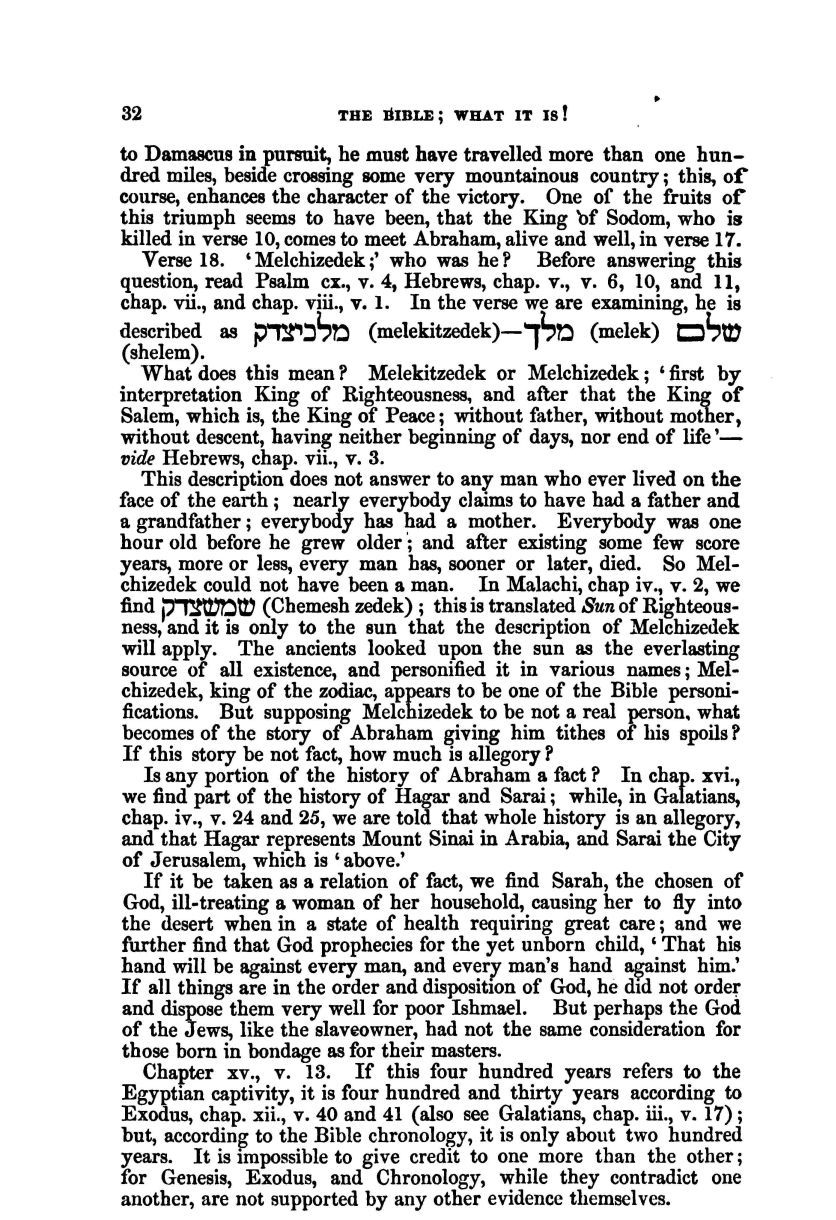 32 THE BIBLE; WHAT IT IS!
to Damascus in pursuit, he must have travelled more than one hun-
dred miles, beside crossing some very mountainous country; this, of
course, enhances the character of the victory. One of the fruits of
this triumph seems to have been, that the King of Sodom, who is
killed in verse 10, comes to meet Abraham, alive and well, in verse 17.
Verse 18. ‘Melchizedek;’ who was he? Before answering this
question, read Psalm cx., v. 4, Hebrews, chap. v., v. 6, 10, and 11,
chap. vii., and chap. viii., v. 1. In the verse we are examining, he is
described as מלכיצדק (melekitzedek)—מלך (melek) שלם
(shelem).
What does this mean? Melekitzedek or Melchizedek; ‘first by
interpretation King of Righteousness, and after that the King of
Salem, which is, the King of Peace; without father, without mother,
without descent, having neither beginning of days, nor end of life’—
vide Hebrews, chap. vii., v. 3.
This description does not answer to any man who ever lived on the
face of the earth; nearly everybody claims to have had a father and
a grandfather; everybody has had a mother. Everybody was one
hour old before he grew older; and after existing some few score
years, more or less, every man has, sooner or later, died. So Mel-
chizedek could not have been a man. In Malachi, chap iv., v. 2, we
find שמשצדק (Chemesh zedek); this is translated Sun of Righteous-
ness, and it is only to the sun that the description of Melchizedek
will apply. The ancients looked upon the sun as the everlasting
source of all existence, and personified it in various names; Mel-
chizedek, king of the zodiac, appears to be one of the Bible personi-
fications. But supposing Melchizedek to be not a real person, what
becomes of the story of Abraham giving him tithes of his spoils?
If this story be not fact, how much is allegory?
Is any portion of the history of Abraham a fact? In chap. xvi.,
we find part of the history of Hagar and Sarai; while, in Galatians,
chap. iv., v. 24 and 25, we are told that whole history is an allegory,
and that Hagar represents Mount Sinai in Arabia, and Sarai the City
of Jerusalem, which is ‘above.’
If it be taken as a relation of fact, we find Sarah, the chosen of
God, ill-treating a woman of her household, causing her to fly into
the desert when in a state of health requiring great care; and we
further find that God prophecies for the yet unborn child, ‘That his
hand will be against every man, and every man's hand against him.’
If all things are in the order and disposition of God, he did not order
and dispose them very well for poor Ishmael. But perhaps the God
of the Jews, like the slaveowner, had not the same consideration for
those born in bondage as for their masters.
Chapter xv., v. 13. If this four hundred years refers to the
Egyptian captivity, it is four hundred and thirty years according to
Exodus, chap. xii., v. 40 and 41 (also see Galatians, chap. iii., v. 17);
but, according to the Bible chronology, it is only about two hundred
years. It is impossible to give credit to one more than the other;
for Genesis, Exodus, and Chronology, while they contradict one
another, are not supported by any other evidence themselves.